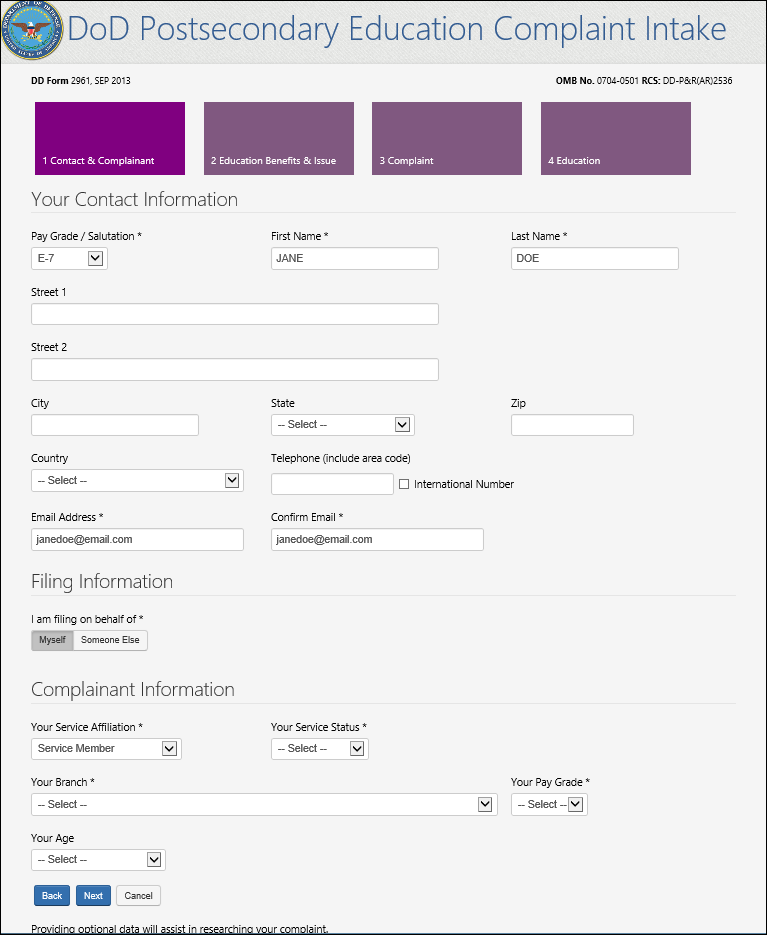 DoD Postsecondary Education Complaint Intake
DD Form 2961, SEP 2013 OMB No. 0704-0501 RCS: DD-P&R(AR)2536
1 Contact & Complainant 2 Education Benefits & Issue 3 Complaint 4 Education
Your Contact Information
Pay Grade / Salutation * First Name * Last Name *
E-7 JANE DOE
Street 1
Street 2
City State Zip
-- Select --
Country Telephone (include area code)
-- Select -- International Number
Email Address * Confirm Email *
janedoe@email.com janedoe@email.com
Filing Information
I am filing on behalf of *
Myself Someone Else
Complainant Information
Your Service Affiliation * Your Service Status *
Service Member -- Select --
Your Branch * Your Pay Grade *
-- Select -- -- Select --
Your Age
-- Select --
Back Next Cancel
Providing optional data will assist in researching your complaint.